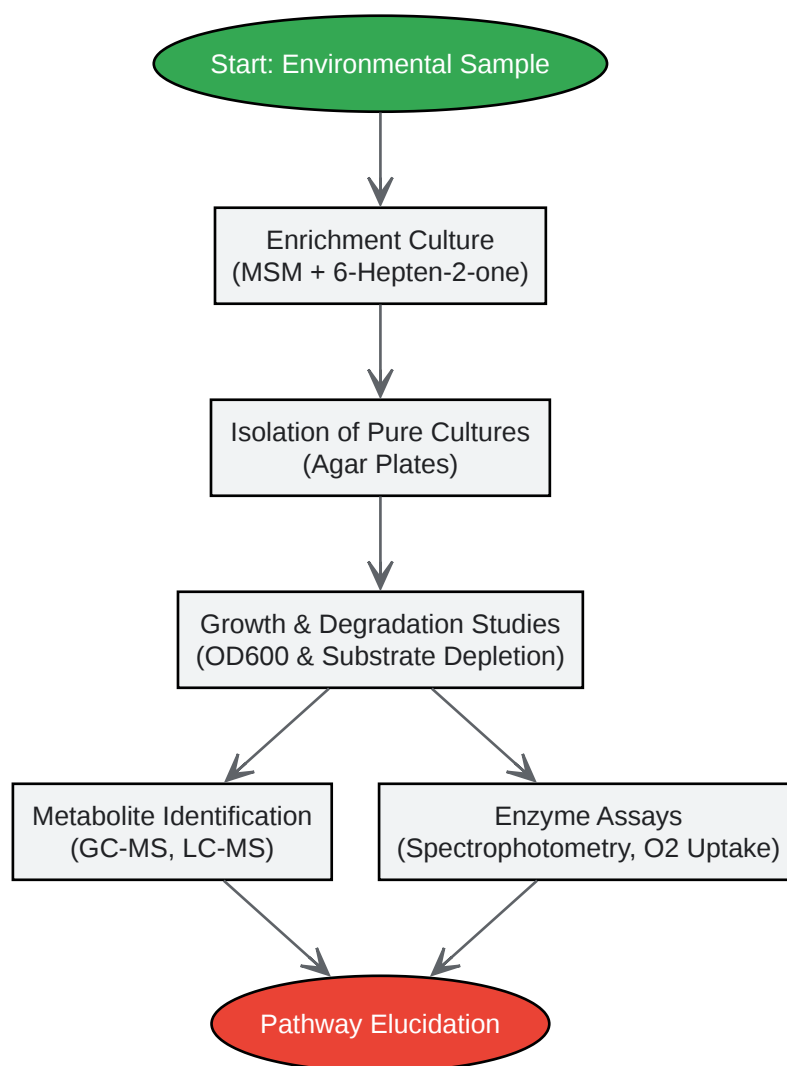 Start: Environmental Sample
Enrichment Culture
(MSM + 6-Hepten-2-one)
Isolation of Pure Cultures
(Agar Plates)
Growth & Degradation Studies
(OD600 & Substrate Depletion)
Metabolite Identification
(GC-MS, LC-MS)
Enzyme Assays
(Spectrophotometry, O2 Uptake)
Pathway Elucidation